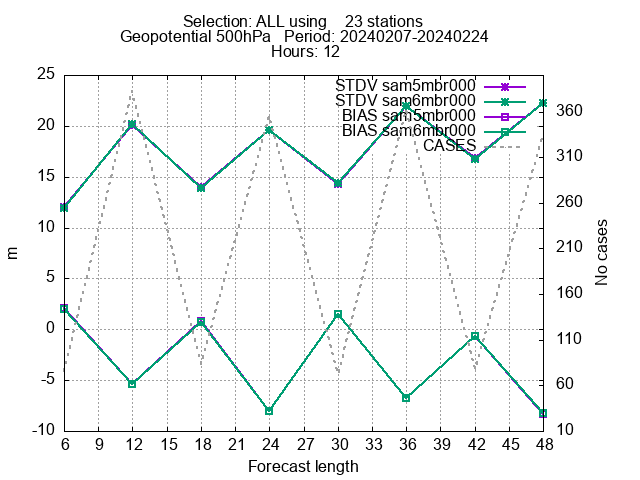 Selection: ALL using    23 stations
Geopotential 500hPa   Period: 20240207-20240224
Hours: 12
STDV sam5mbr000
STDV sam6mbr000
BIAS sam5mbr000
BIAS sam6mbr000
CASES
25
20
15
10
5
0
-5
-10
m
360
310
260
210
160
110
60
10
No cases
6 9 12 15 18 21 24 27 30 33 36 39 42 45 48
Forecast length